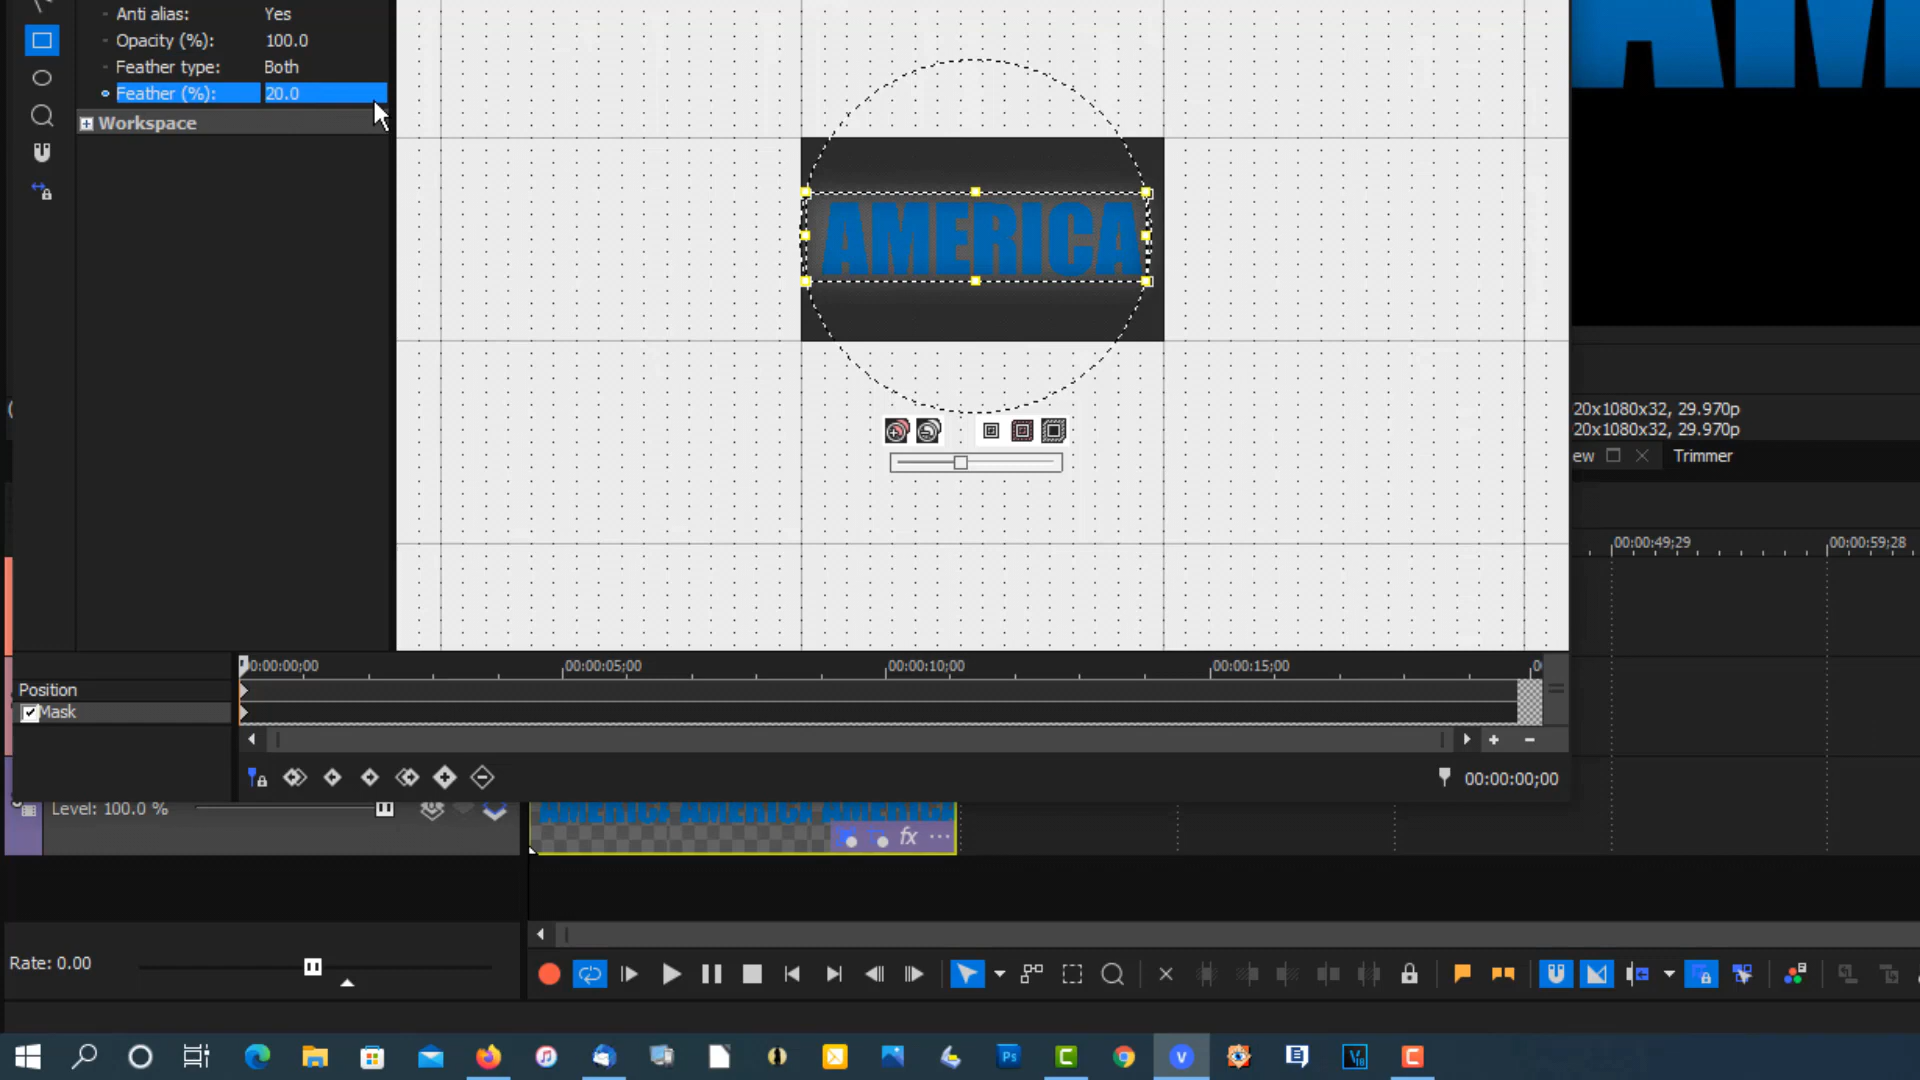 Anti alias: Yes
Opacity (%): 100.0
Feather type: Both
Feather (%): 20.0
Workspace
AMERICA
20x1080x32, 29.970p
20x1080x32, 29.970p
ew Trimmer
00:00:49;29 00:00:59;28
00:00:00;00 00:00:05;00 00:00:10;00 00:00:15;00
Position
Mask
00:00:00;00
Level: 100.0 %
AMERICA AMERICA AMERICA
fx
Rate: 0.00
Ps